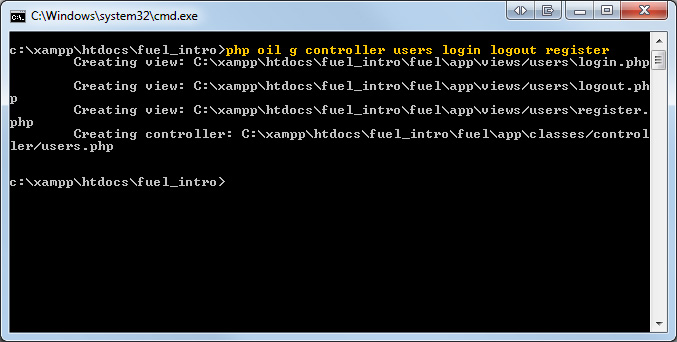 C:\Windows\system32\cmd.exe
c:\xampp\htdocs\fuel_intro>php oil g controller users login logout register
Creating view: C:\xampp\htdocs\fuel_intro\fuel\app\views/users\login.php
Creating view: C:\xampp\htdocs\fuel_intro\fuel\app\views/users\logout.ph
p
Creating view: C:\xampp\htdocs\fuel_intro\fuel\app\views/users\register.
php
Creating controller: C:\xampp\htdocs\fuel_intro\fuel\app\classes/control
ler/users.php
c:\xampp\htdocs\fuel_intro>